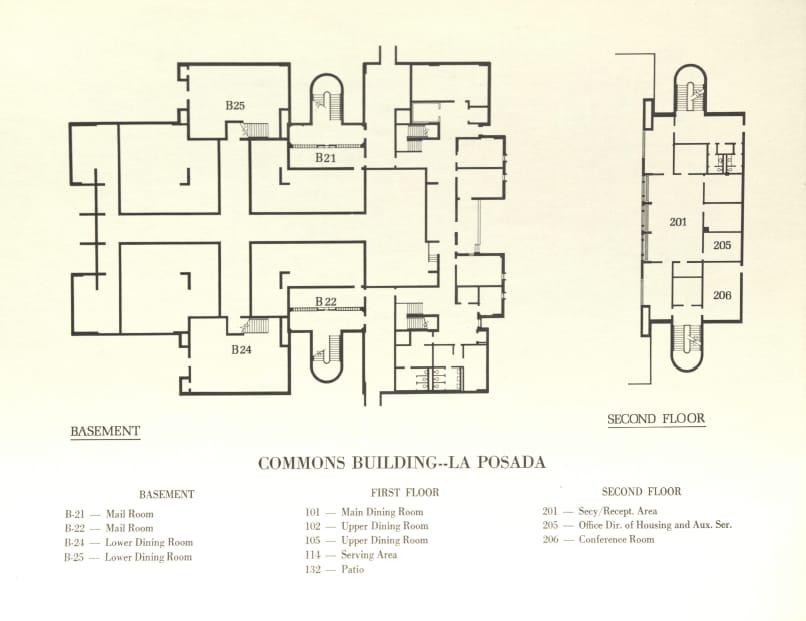 B25
B21
201
205
206
B22
B24
BASEMENT
SECOND FLOOR
COMMONS BUILDING--LA POSADA
BASEMENT
B-21 — Mail Room
B-22 — Mail Room
B-24 — Lower Dining Room
B-25 — Lower Dining Room
FIRST FLOOR
101 — Main Dining Room
102 — Upper Dining Room
105 — Upper Dining Room
114 — Serving Area
132 — Patio
SECOND FLOOR
201 — Secy/Recept. Area
205 — Office Dir. of Housing and Aux. Ser.
206 — Conference Room